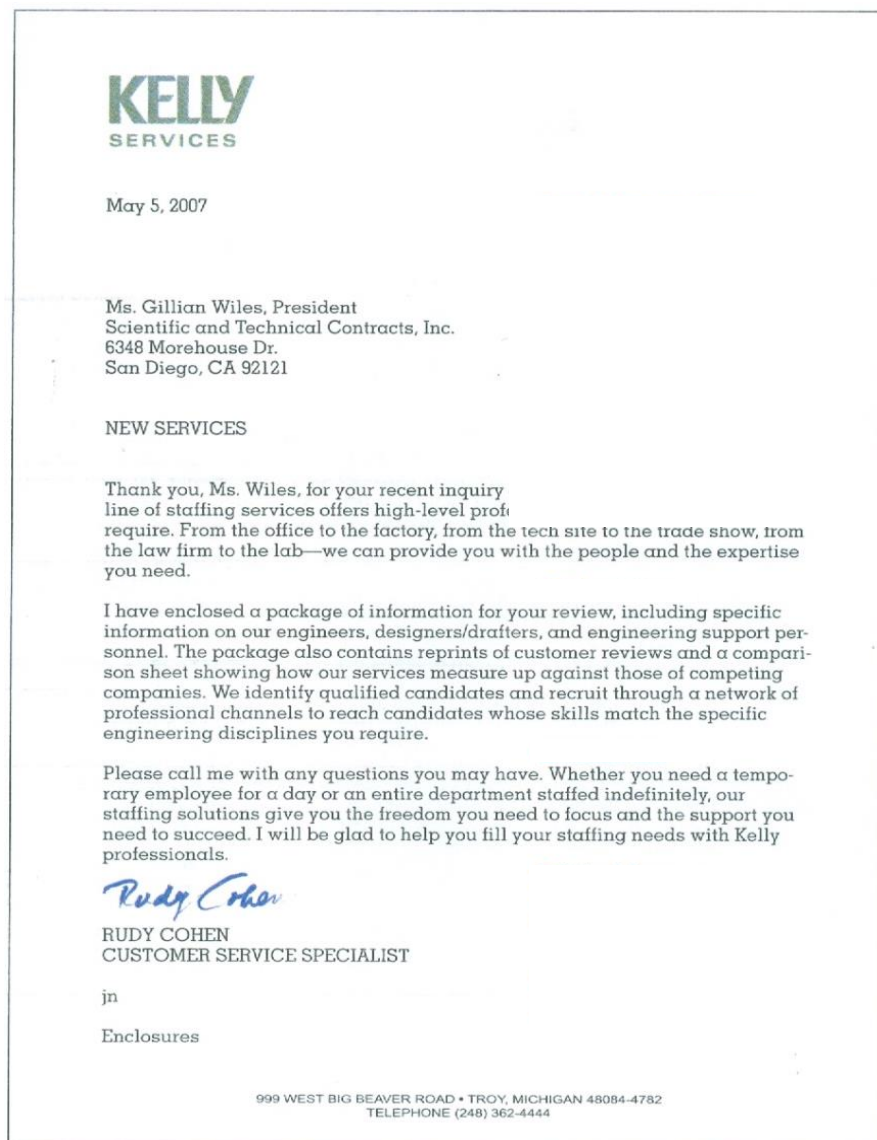 KELLY
SERVICES
May 5, 2007
Ms. Gillian Wiles, President
Scientific and Technical Contracts, Inc.
6348 Morehouse Dr.
San Diego, CA 92121
NEW SERVICES
Thank you, Ms. Wiles, for your recent inquiry
line of staffing services offers high-level
require. From the office to the factory, from the tech site to the trade show, from
the law firm to the lab—we can provide you with the people and the expertise
you need.
I have enclosed a package of information for your review, including specific
information on our engineers, designers/drafters, and engineering support per-
sonnel. The package also contains reprints of customer reviews and a compari-
son sheet showing how our services measure up against those of competing
companies. We identify qualified candidates and recruit through a network of
professional channels to reach candidates whose skills match the specific
engineering disciplines you require.
Please call me with any questions you may have. Whether you need a tempo-
rary employee for a day or an entire department staffed indefinitely, our
staffing solutions give you the freedom you need to focus and the support you
need to succeed. I will be glad to help you fill your staffing needs with Kelly
professionals.
Rudy Cohen
RUDY COHEN
CUSTOMER SERVICE SPECIALIST
jn
Enclosures
999 WEST BIG BEAVER ROAD • TROY, MICHIGAN 48084-4782
TELEPHONE (248) 362-4444